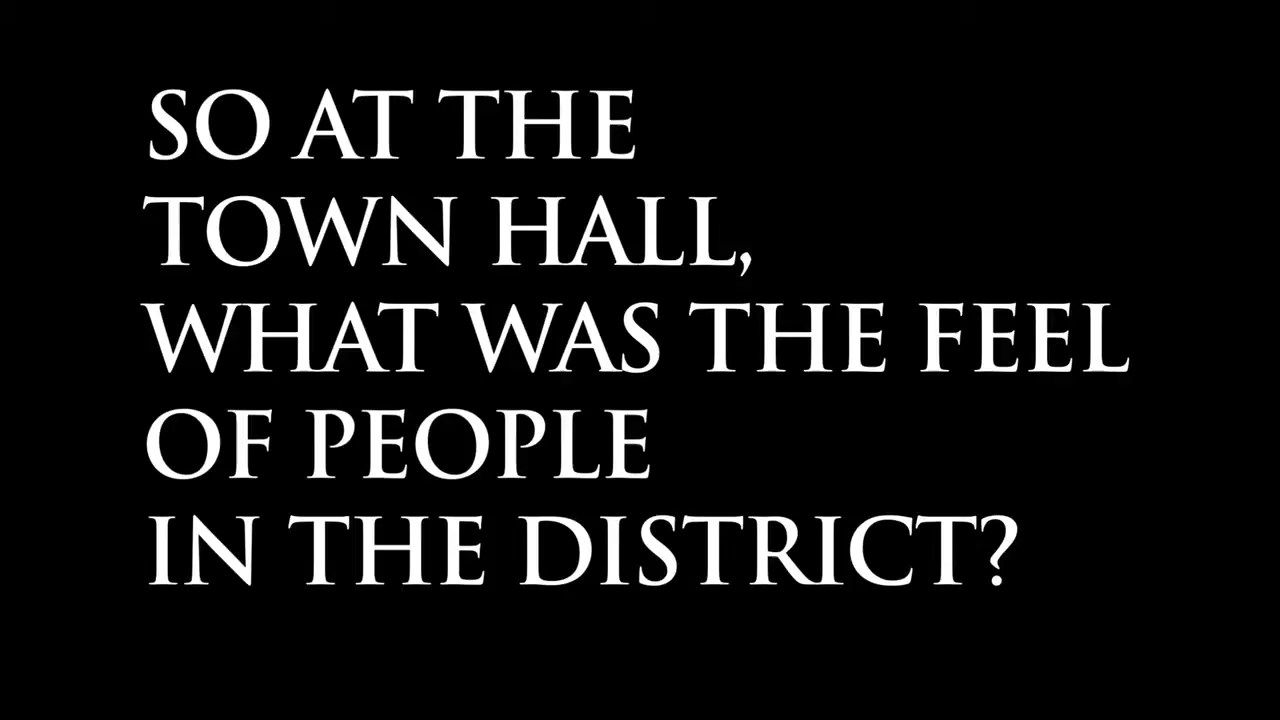 SO AT THE
TOWN HALL,
WHAT WAS THE FEEL
OF PEOPLE
IN THE DISTRICT?